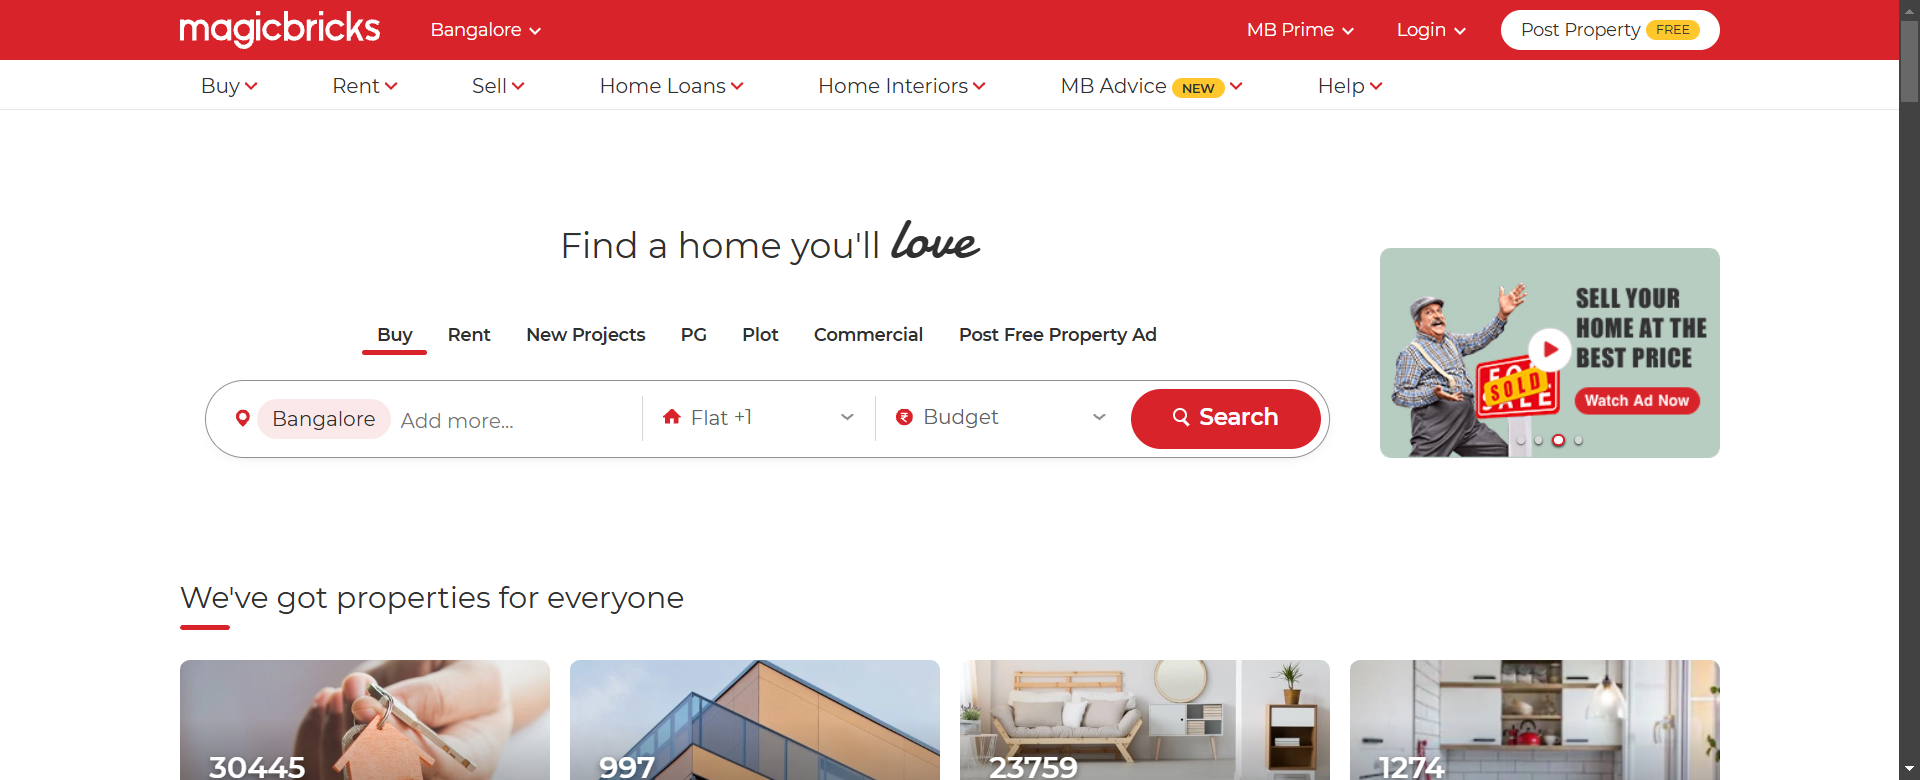 magicbricks
Bangalore
MB Prime
Login
Post Property FREE
Buy
Rent
Sell
Home Loans
Home Interiors
MB Advice NEW
Help
Find a home you'll love
Buy
Rent
New Projects
PG
Plot
Commercial
Post Free Property Ad
Bangalore
Add more...
Flat +1
Budget
Search
SELL YOUR
HOME AT THE
BEST PRICE
Watch Ad Now
FOR
SOLD
SALE
We've got properties for everyone
30445
997
23759
1274